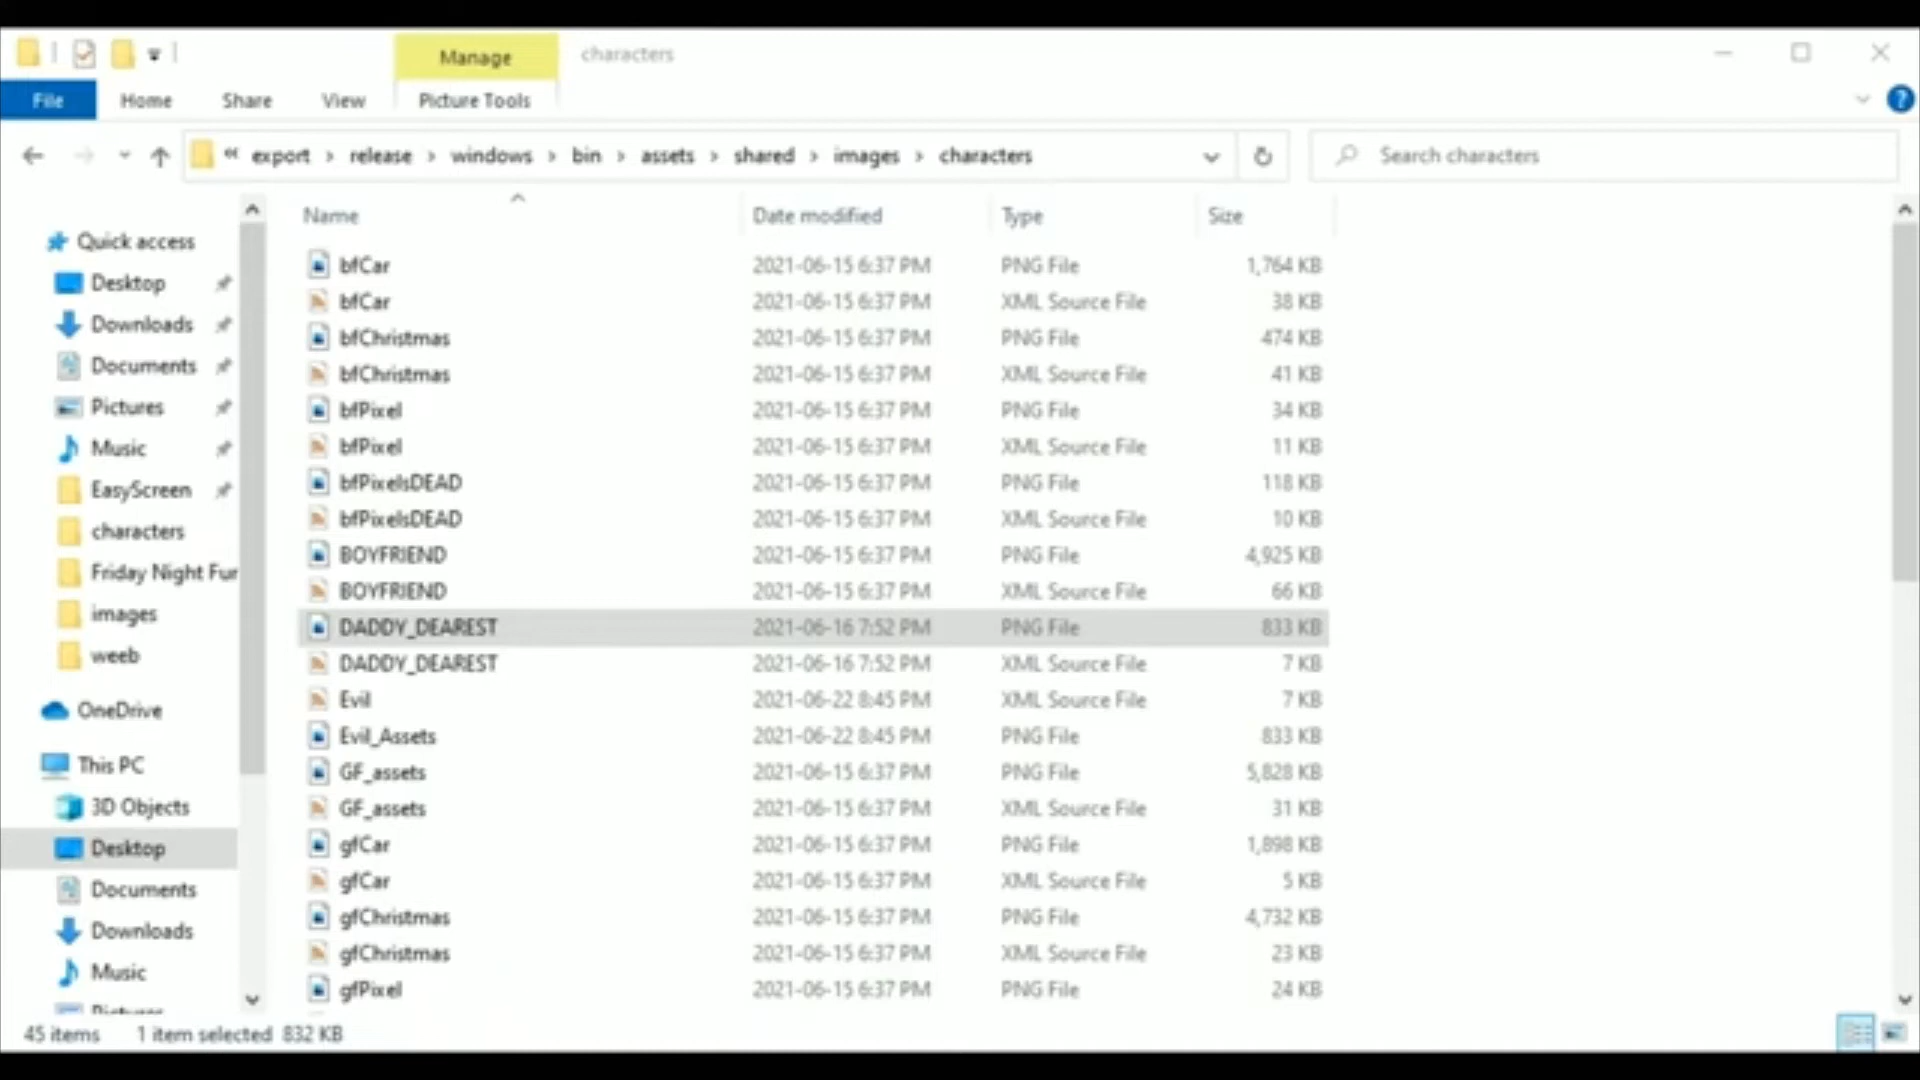 Manage characters
File Home Share View Picture Tools
« export › release › windows › bin › assets › shared › images › characters Search characters
Name Date modified Type Size
Quick access
Desktop
Downloads
Documents
Pictures
Music
EasyScreen
characters
Friday Night Fur
images
weeb
OneDrive
This PC
3D Objects
Desktop
Documents
Downloads
Music
Pictures
bfCar 2021-06-15 6:37 PM PNG File 1,764 KB
bfCar 2021-06-15 6:37 PM XML Source File 38 KB
bfChristmas 2021-06-15 6:37 PM PNG File 474 KB
bfChristmas 2021-06-15 6:37 PM XML Source File 41 KB
bfPixel 2021-06-15 6:37 PM PNG File 34 KB
bfPixel 2021-06-15 6:37 PM XML Source File 11 KB
bfPixelsDEAD 2021-06-15 6:37 PM PNG File 118 KB
bfPixelsDEAD 2021-06-15 6:37 PM XML Source File 10 KB
BOYFRIEND 2021-06-15 6:37 PM PNG File 4,925 KB
BOYFRIEND 2021-06-15 6:37 PM XML Source File 66 KB
DADDY_DEAREST 2021-06-16 7:52 PM PNG File 833 KB
DADDY_DEAREST 2021-06-16 7:52 PM XML Source File 7 KB
Evil 2021-06-22 8:45 PM XML Source File 7 KB
Evil_Assets 2021-06-22 8:45 PM PNG File 833 KB
GF_assets 2021-06-15 6:37 PM PNG File 5,828 KB
GF_assets 2021-06-15 6:37 PM XML Source File 31 KB
gfCar 2021-06-15 6:37 PM PNG File 1,898 KB
gfCar 2021-06-15 6:37 PM XML Source File 5 KB
gfChristmas 2021-06-15 6:37 PM PNG File 4,732 KB
gfChristmas 2021-06-15 6:37 PM XML Source File 23 KB
gfPixel 2021-06-15 6:37 PM PNG File 24 KB
45 items 1 item selected 832 KB